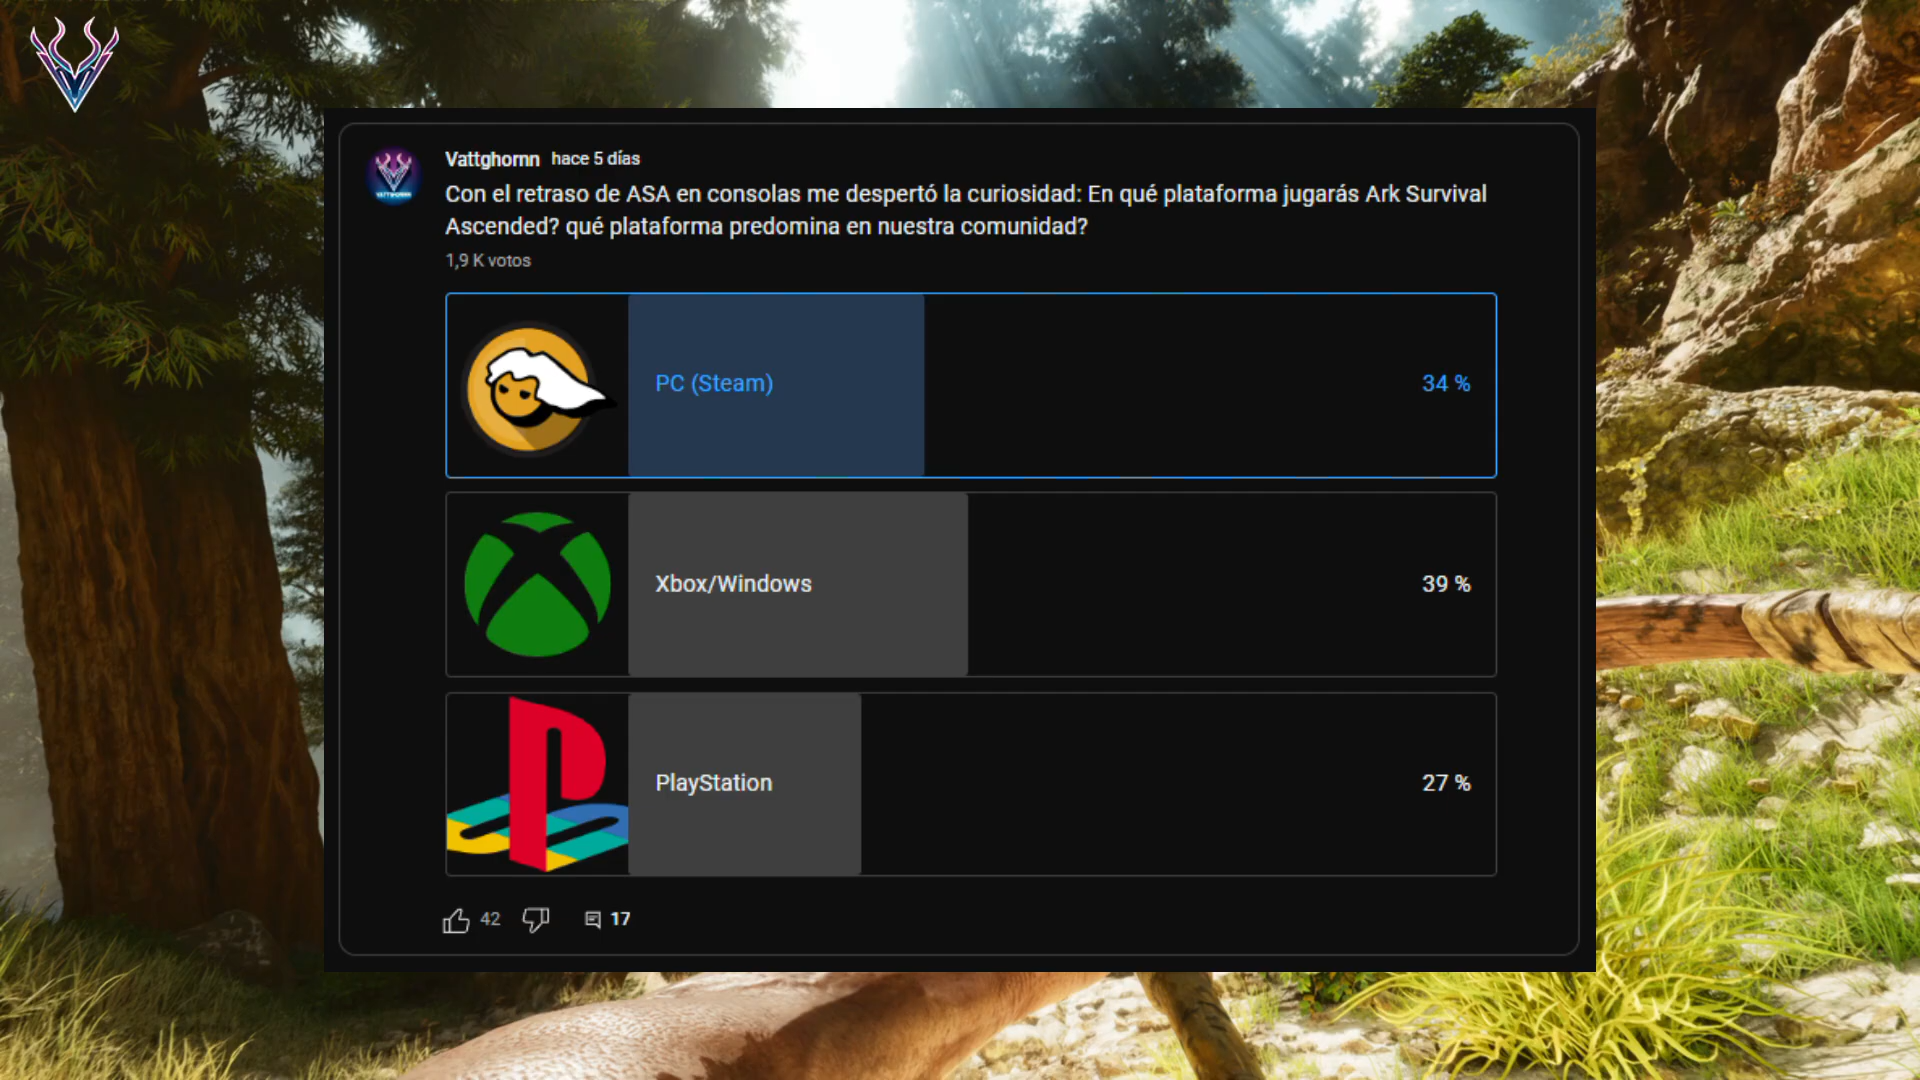 Vattghornn hace 5 días
Con el retraso de ASA en consolas me despertó la curiosidad: En qué plataforma jugarás Ark Survival
Ascended? qué plataforma predomina en nuestra comunidad?
1,9 K votos
PC (Steam) 34 %
Xbox/Windows 39 %
PlayStation 27 %
42 17